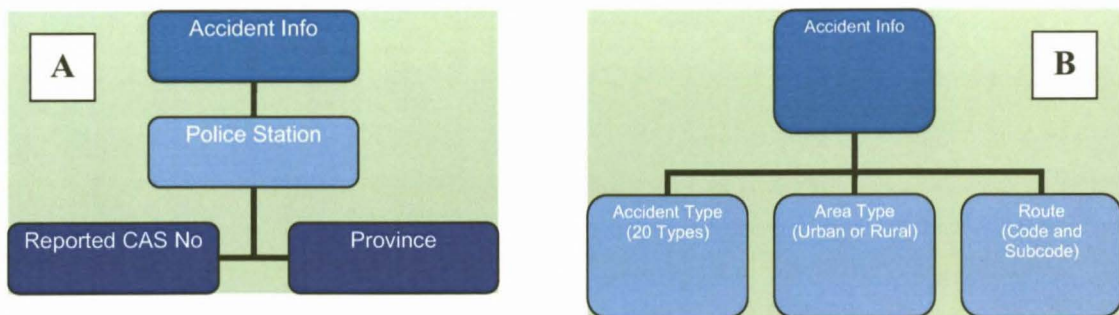 A
Accident Info
Police Station
Reported CAS No
Province
Accident Info
B
Accident Type
(20 Types)
Area Type
(Urban or Rural)
Route
(Code and
Subcode)